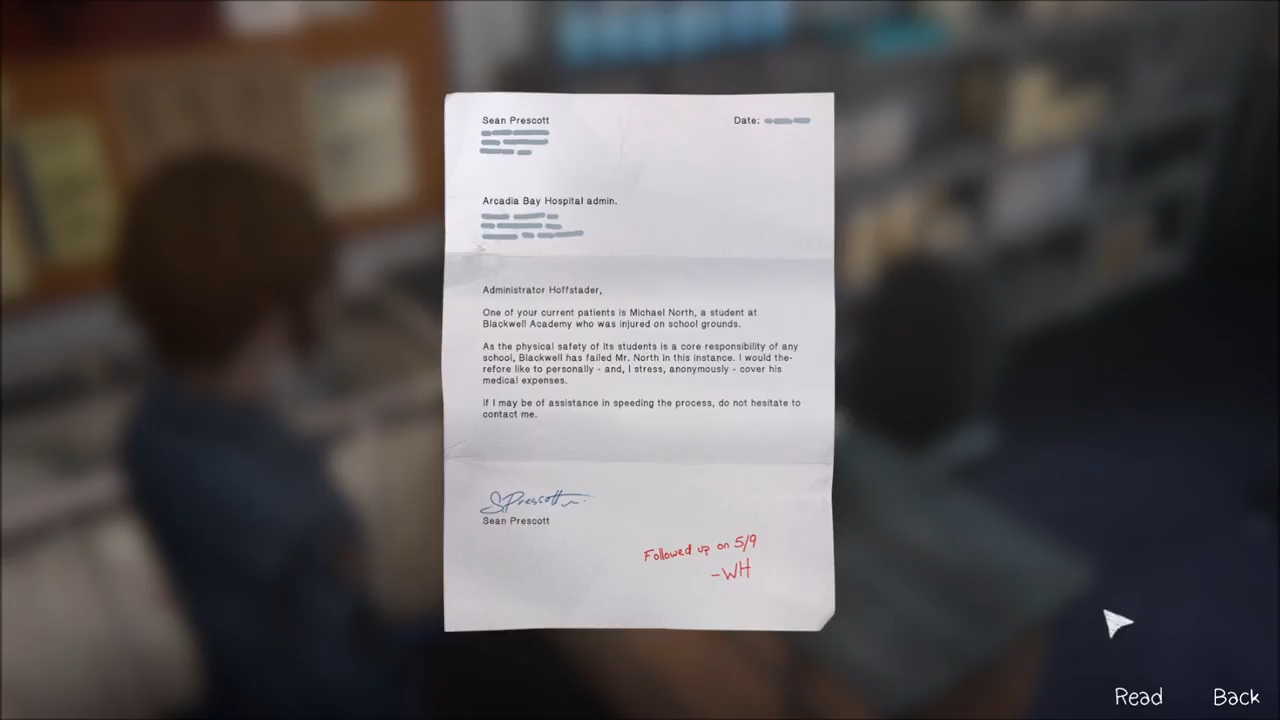 Sean Prescott
Date:
Arcadia Bay Hospital admin.
Administrator Hoffstader,
One of your current patients is Michael North, a student at
Blackwell Academy who was injured on school grounds.
As the physical safety of its students is a core responsibility of any
school, Blackwell has failed Mr. North in this instance. I would the-
refore like to personally - and, I stress, anonymously - cover his
medical expenses.
If I may be of assistance in speeding the process, do not hesitate to
contact me.
SPrescott
Sean Prescott
Followed up on 5/9
-WH
Read
Back